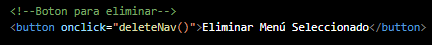 <!--Boton para eliminar-->
<button onclick="deleteNav()">Eliminar Menú Seleccionado</button>